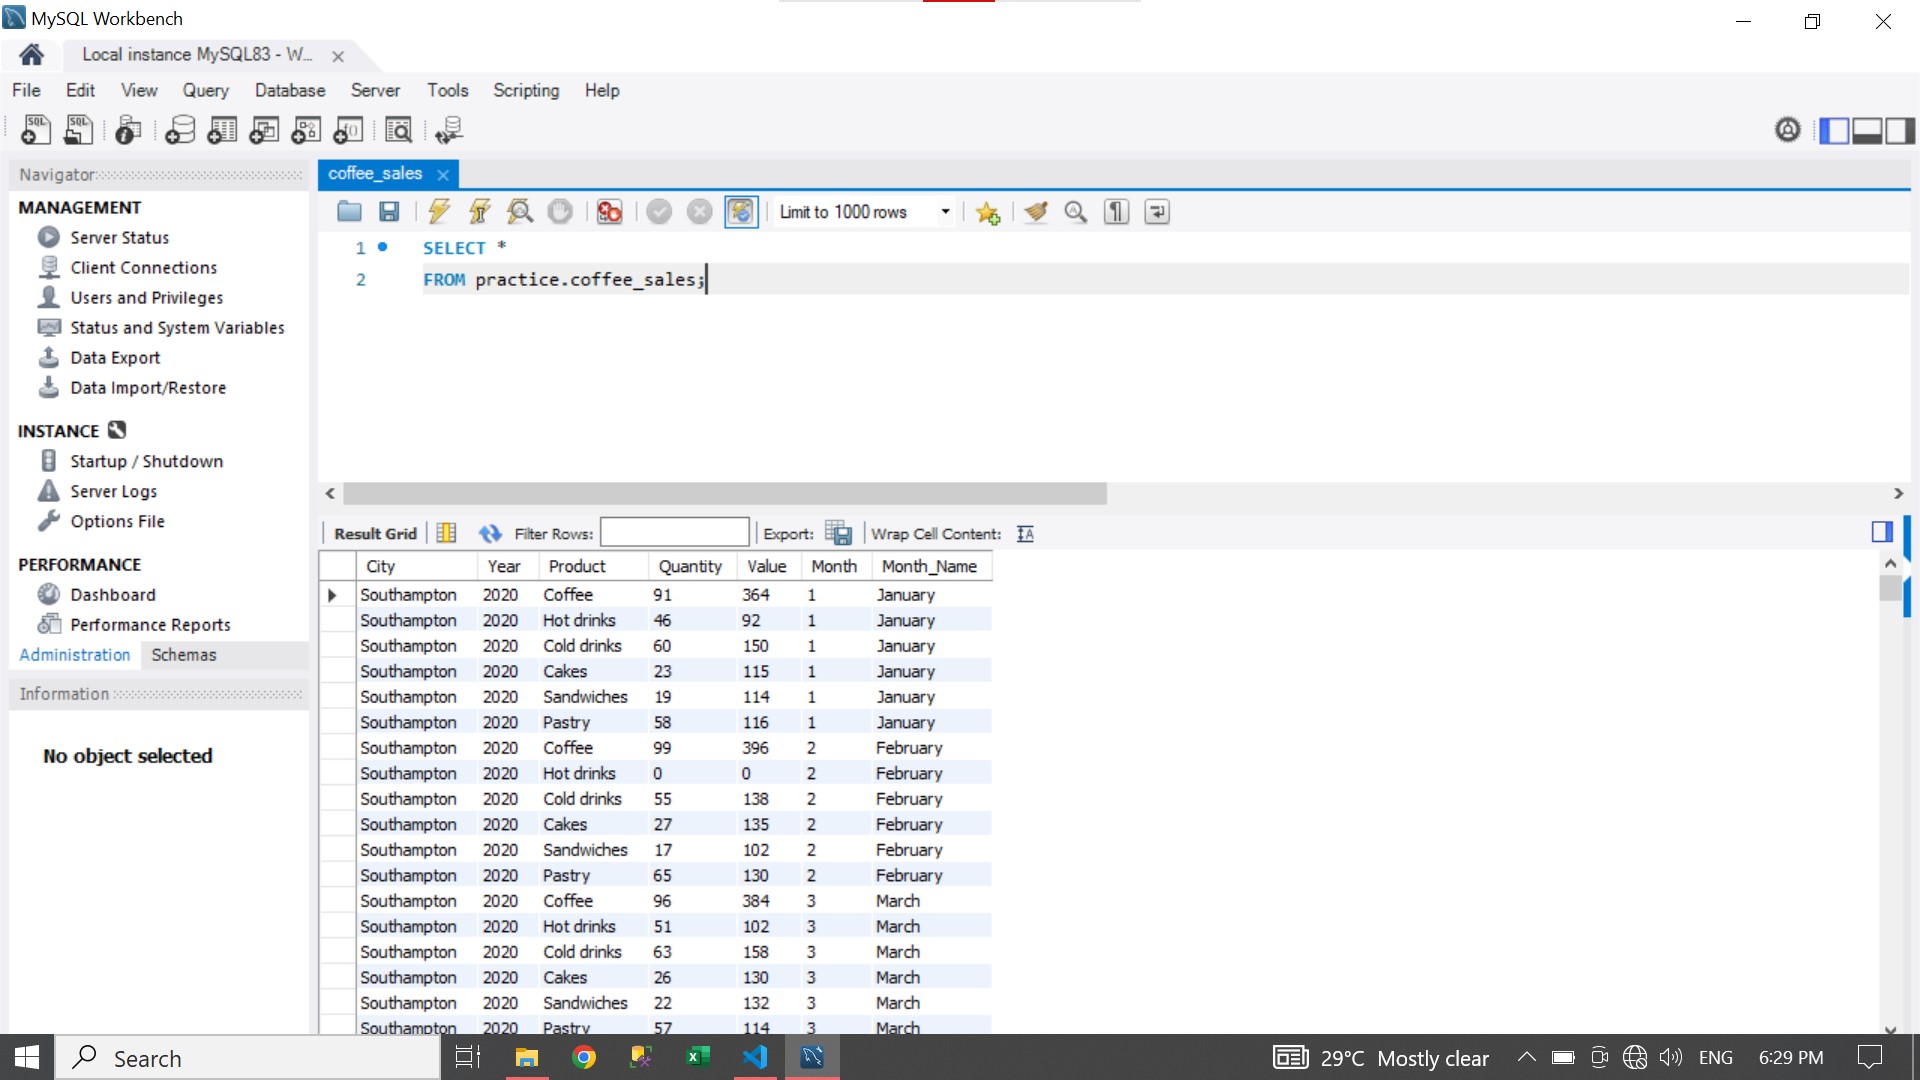 MySQL Workbench
Local instance MySQL83 - W...
File Edit View Query Database Server Tools Scripting Help
Navigator
MANAGEMENT
Server Status
Client Connections
Users and Privileges
Status and System Variables
Data Export
Data Import/Restore
INSTANCE
Startup / Shutdown
Server Logs
Options File
PERFORMANCE
Dashboard
Performance Reports
Administration Schemas
Information
No object selected
coffee_sales
Limit to 1000 rows
1 SELECT *
2 FROM practice.coffee_sales;
Result Grid Filter Rows: Export: Wrap Cell Content:
City Year Product Quantity Value Month Month_Name
Southampton 2020 Coffee 91 364 1 January
Southampton 2020 Hot drinks 46 92 1 January
Southampton 2020 Cold drinks 60 150 1 January
Southampton 2020 Cakes 23 115 1 January
Southampton 2020 Sandwiches 19 114 1 January
Southampton 2020 Pastry 58 116 1 January
Southampton 2020 Coffee 99 396 2 February
Southampton 2020 Hot drinks 0 0 2 February
Southampton 2020 Cold drinks 55 138 2 February
Southampton 2020 Cakes 27 135 2 February
Southampton 2020 Sandwiches 17 102 2 February
Southampton 2020 Pastry 65 130 2 February
Southampton 2020 Coffee 96 384 3 March
Southampton 2020 Hot drinks 51 102 3 March
Southampton 2020 Cold drinks 63 158 3 March
Southampton 2020 Cakes 26 130 3 March
Southampton 2020 Sandwiches 22 132 3 March
Southampton 2020 Pastry 57 114 3 March
Search 29°C Mostly clear ENG 6:29 PM